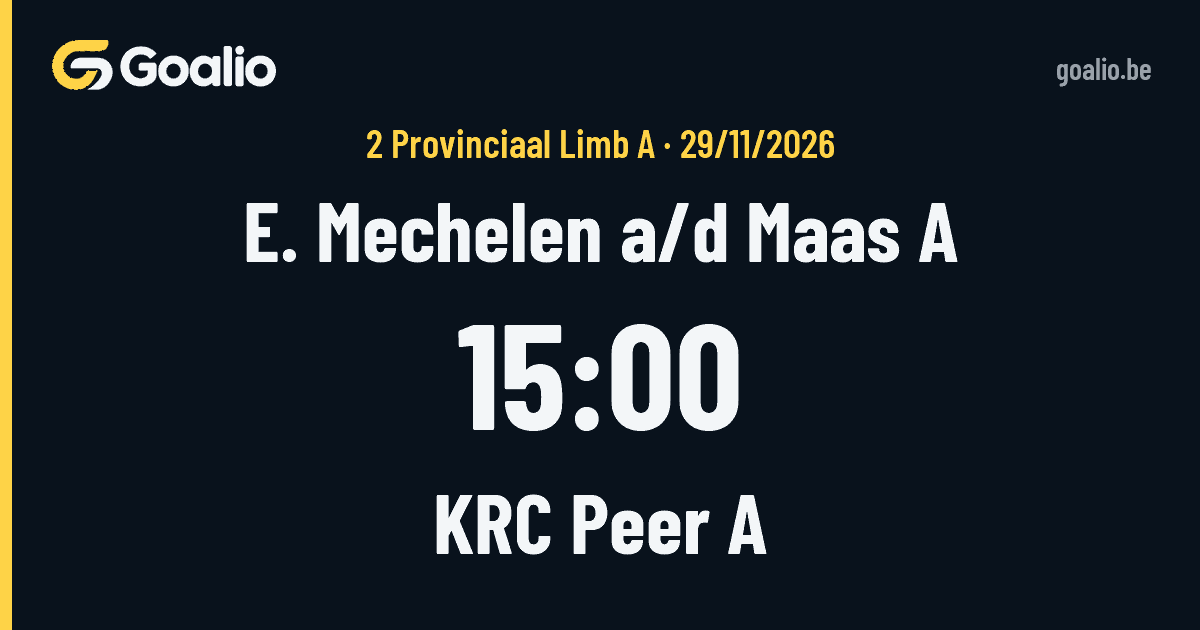 Goalio
goalio.be
2 Provinciaal Limb A · 29/11/2026
E. Mechelen a/d Maas A
15:00
KRC Peer A